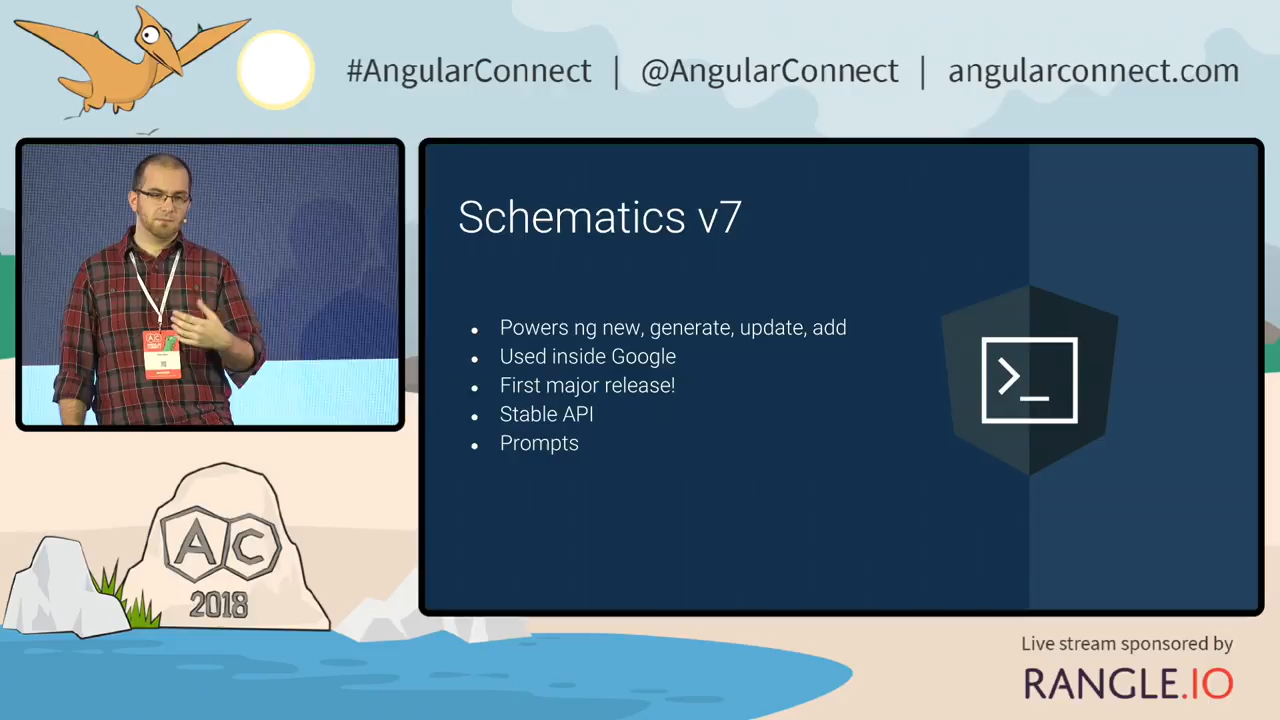 #AngularConnect | @AngularConnect | angularconnect.com
Schematics v7
• Powers ng new, generate, update, add
• Used inside Google
• First major release!
• Stable API
• Prompts
>_
AC
AC
2018
Live stream sponsored by
RANGLE.IO